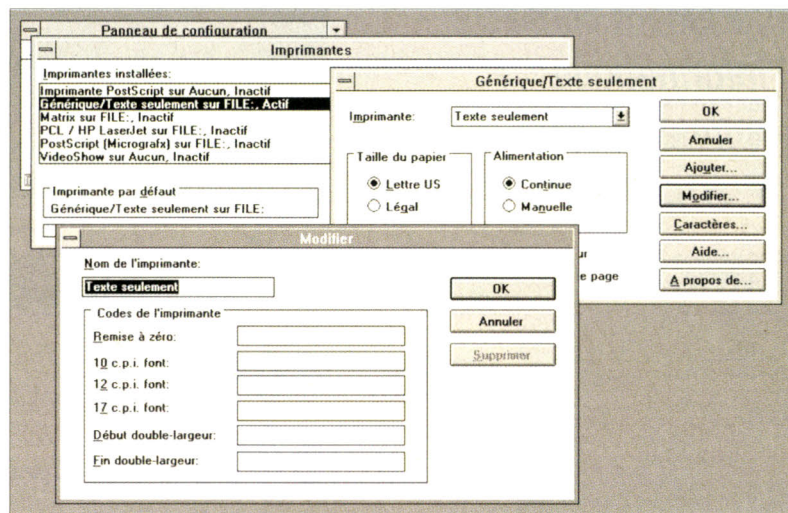 Panneau de configuration
Imprimantes
Imprimantes installées:
Imprimante PostScript sur Aucun, Inactif
Générique/Texte seulement sur FILE:, Actif
Matrix sur FILE:, Inactif
PCL / HP LaserJet sur FILE:, Inactif
PostScript (Micrografx) sur FILE:, Inactif
VideoShow sur Aucun, Inactif
Imprimante par défaut
Générique/Texte seulement sur FILE:
Générique/Texte seulement
Imprimante: Texte seulement
Taille du papier
Lettre US
Légal
Alimentation
Continue
Manuelle
ur
e page
OK
Annuler
Ajouter...
Modifier...
Caractères...
Aide...
A propos de...
Modifier
Nom de l'imprimante:
Texte seulement
Codes de l'imprimante
Remise à zéro:
10 c.p.i. font:
12 c.p.i. font:
17 c.p.i. font:
Début double-largeur:
Fin double-largeur:
OK
Annuler
Supprimer